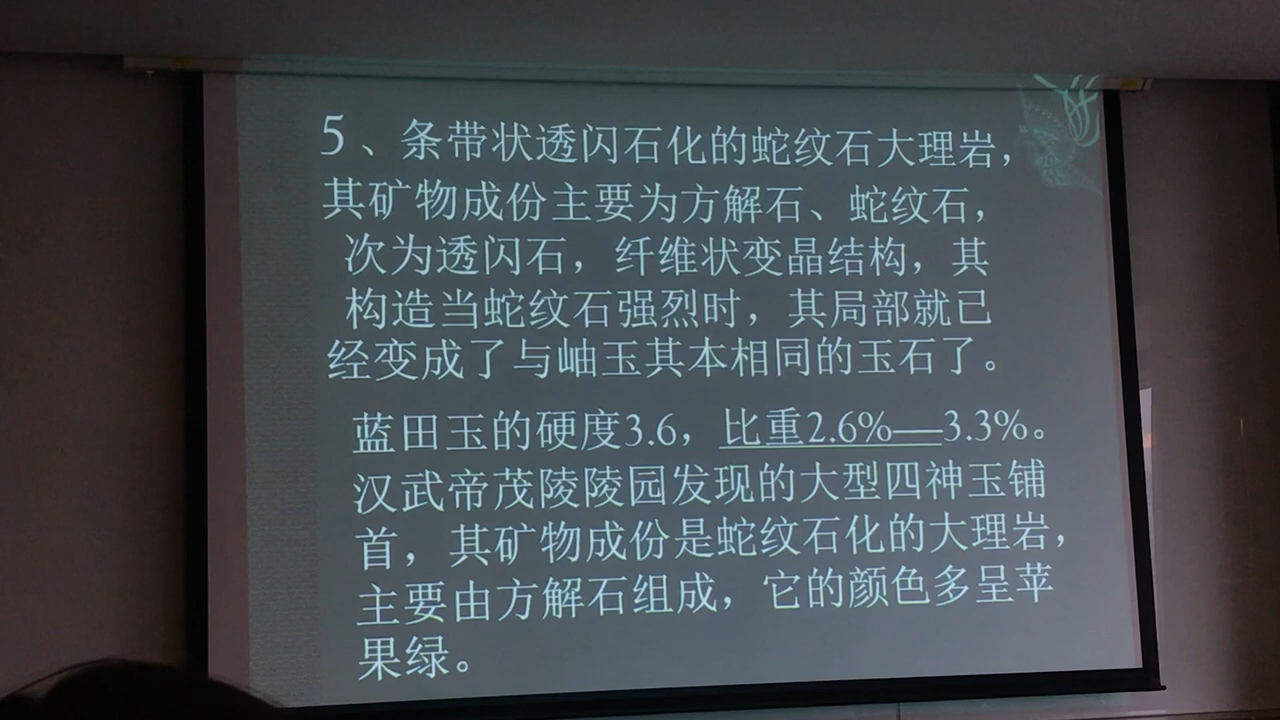 5、条带状透闪石化的蛇纹石大理岩，
其矿物成份主要为方解石、蛇纹石，
次为透闪石，纤维状变晶结构，其
构造当蛇纹石强烈时，其局部就已
经变成了与岫玉其本相同的玉石了。
蓝田玉的硬度3.6，比重2.6%—3.3%。
汉武帝茂陵陵园发现的大型四神玉铺
首，其矿物成份是蛇纹石化的大理岩，
主要由方解石组成，它的颜色多呈苹
果绿。